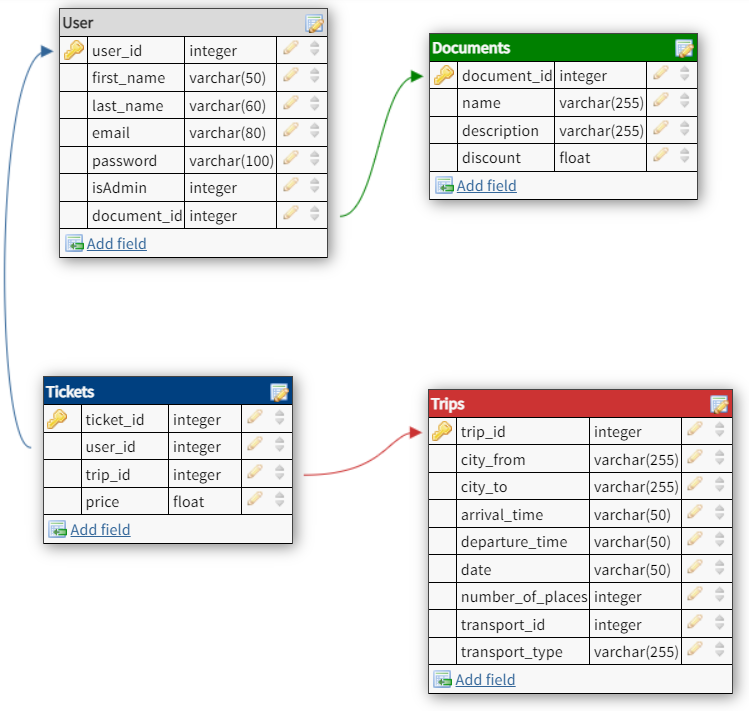 User
user_id integer
first_name varchar(50)
last_name varchar(60)
email varchar(80)
password varchar(100)
isAdmin integer
document_id integer
Add field
Documents
document_id integer
name varchar(255)
description varchar(255)
discount float
Add field
Tickets
ticket_id integer
user_id integer
trip_id integer
price float
Add field
Trips
trip_id integer
city_from varchar(255)
city_to varchar(255)
arrival_time varchar(50)
departure_time varchar(50)
date varchar(50)
number_of_places integer
transport_id integer
transport_type varchar(255)
Add field